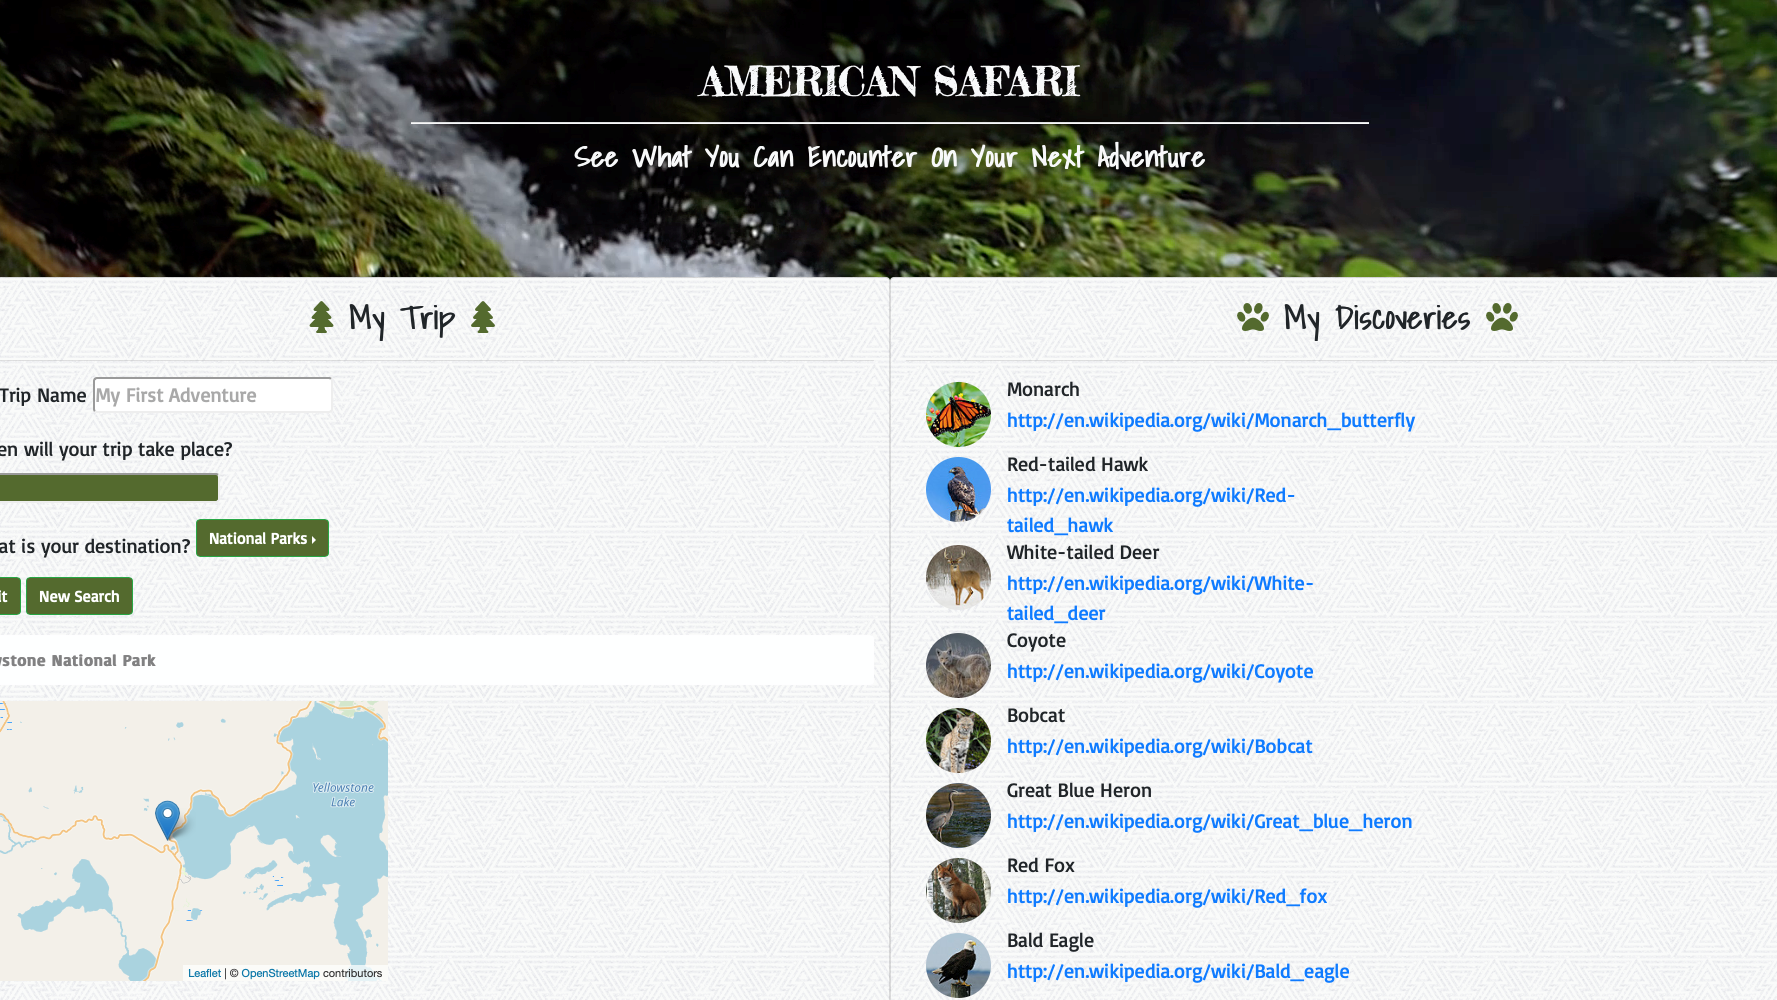 AMERICAN SAFARI
See What You Can Encounter On Your Next Adventure
My Trip
Trip Name My First Adventure
en will your trip take place?
at is your destination? National Parks
it New Search
wstone National Park
Yellowstone
Lake
Leaflet | © OpenStreetMap contributors
My Discoveries
Monarch
http://en.wikipedia.org/wiki/Monarch_butterfly
Red-tailed Hawk
http://en.wikipedia.org/wiki/Red-
tailed_hawk
White-tailed Deer
http://en.wikipedia.org/wiki/White-
tailed_deer
Coyote
http://en.wikipedia.org/wiki/Coyote
Bobcat
http://en.wikipedia.org/wiki/Bobcat
Great Blue Heron
http://en.wikipedia.org/wiki/Great_blue_heron
Red Fox
http://en.wikipedia.org/wiki/Red_fox
Bald Eagle
http://en.wikipedia.org/wiki/Bald_eagle